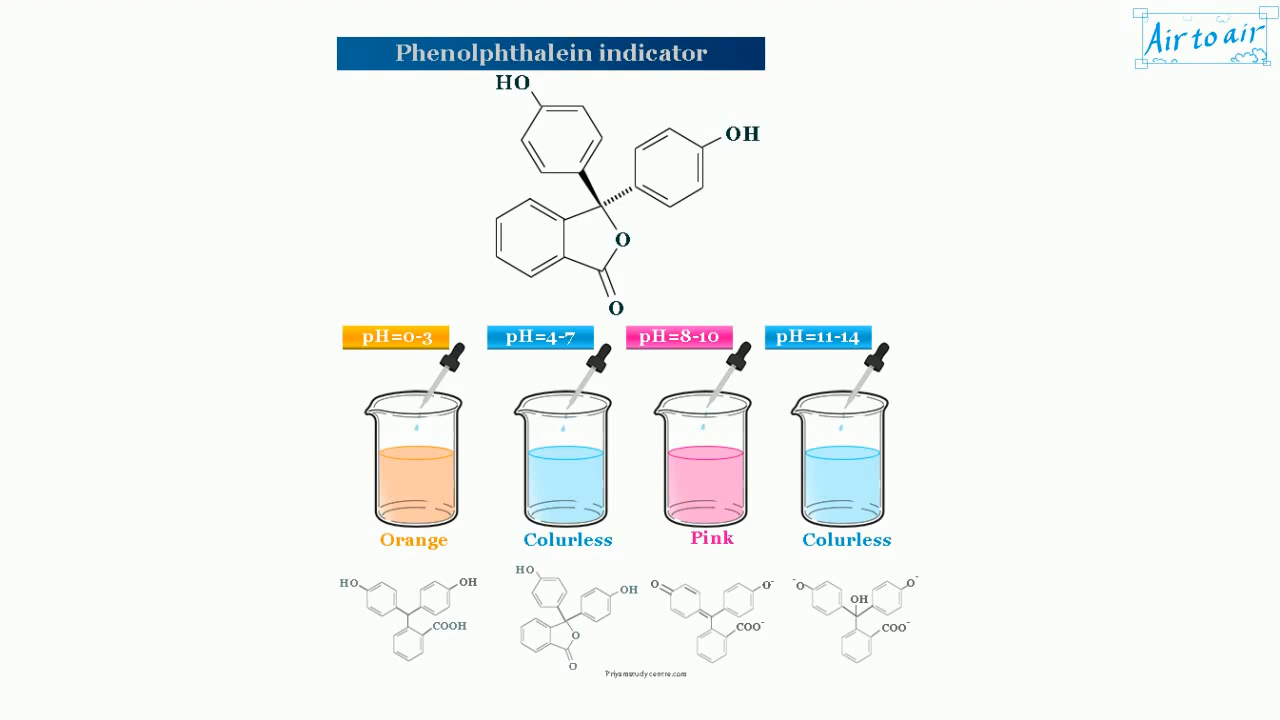 Air to air
Phenolphthalein indicator
HO
OH
O
O
pH=0-3 pH=4-7 pH=8-10 pH=11-14
Orange Colurless Pink Colurless
HO OH COOH
HO OH O O
O O⁻ COO⁻
⁻O O⁻ OH COO⁻
Priyamstudycentre.com